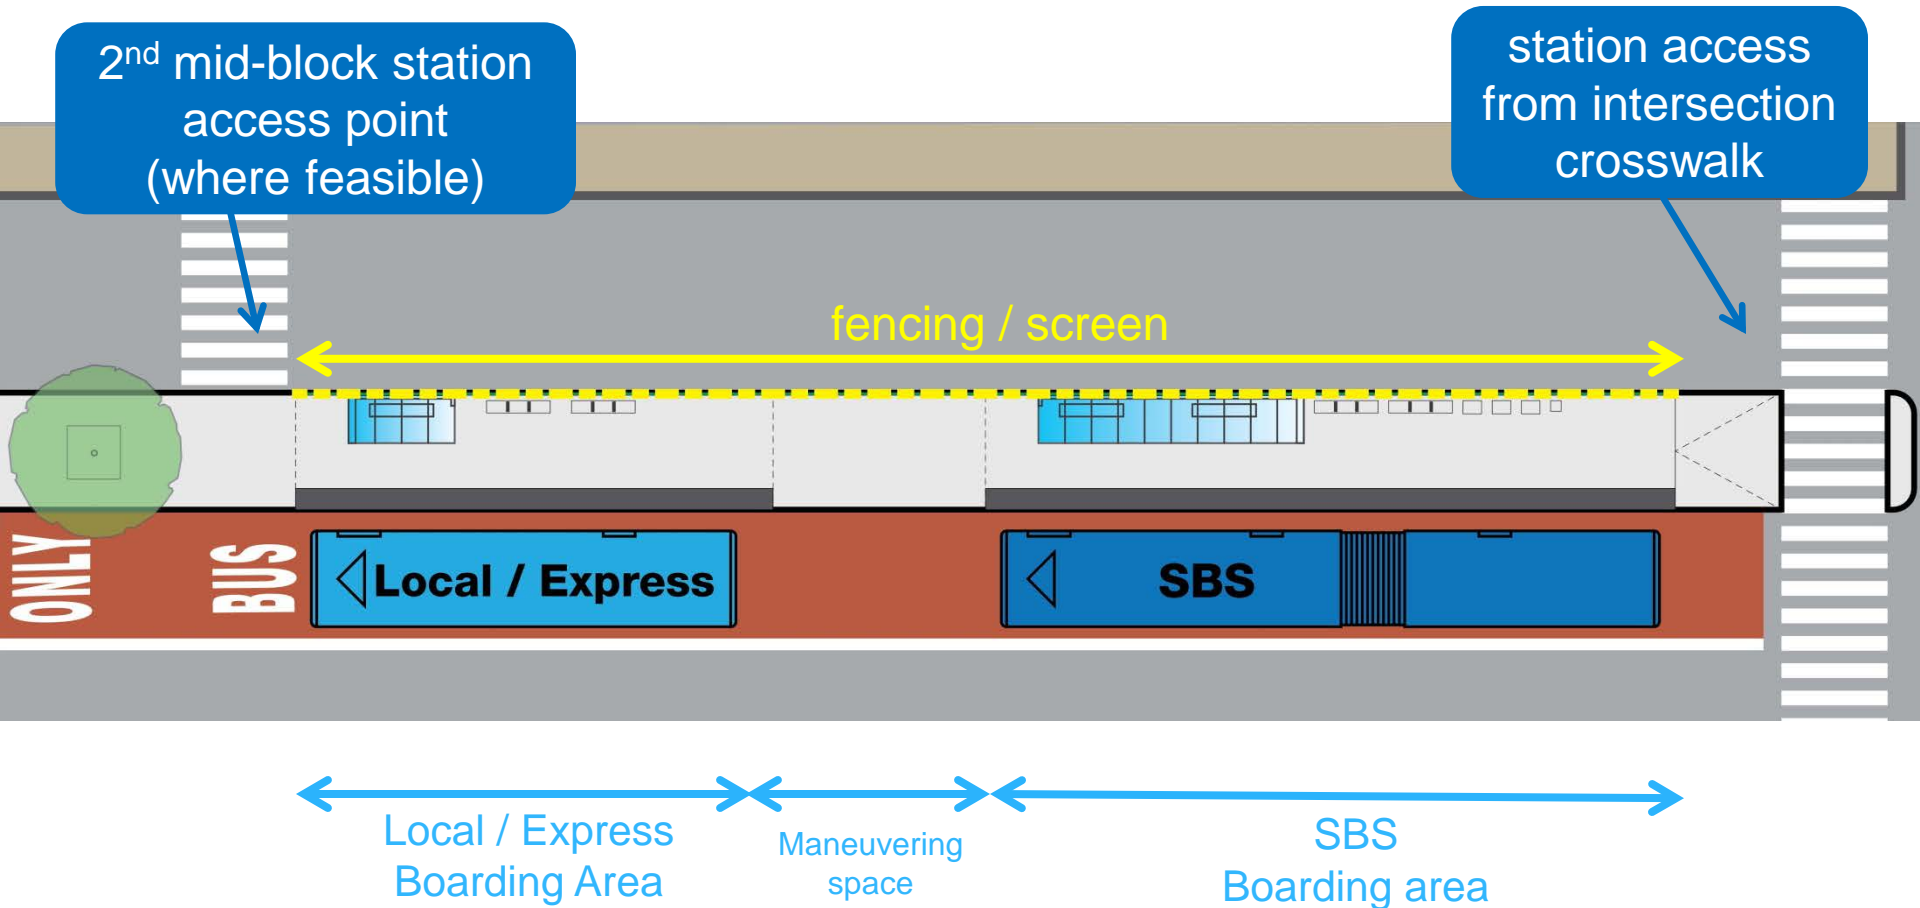 2nd mid-block station
access point
(where feasible)
station access
from intersection
crosswalk
fencing / screen
ONLY
BUS
Local / Express
SBS
Local / Express
Boarding Area
Maneuvering
space
SBS
Boarding area